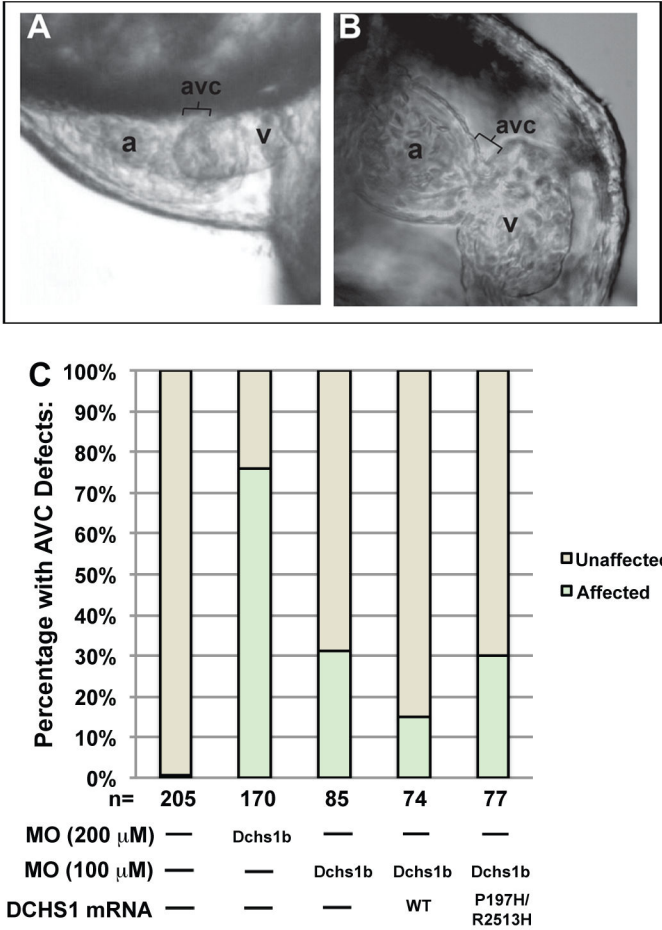 A
avc
a
v
B
avc
a
v
C
Percentage with AVC Defects:
100%
90%
80%
70%
60%
50%
40%
30%
20%
10%
0%
Unaffected
Affected
n= 205 170 85 74 77
MO (200 µM) — Dchs1b — — —
MO (100 µM) — — Dchs1b Dchs1b Dchs1b
DCHS1 mRNA — — — WT P197H/
R2513H